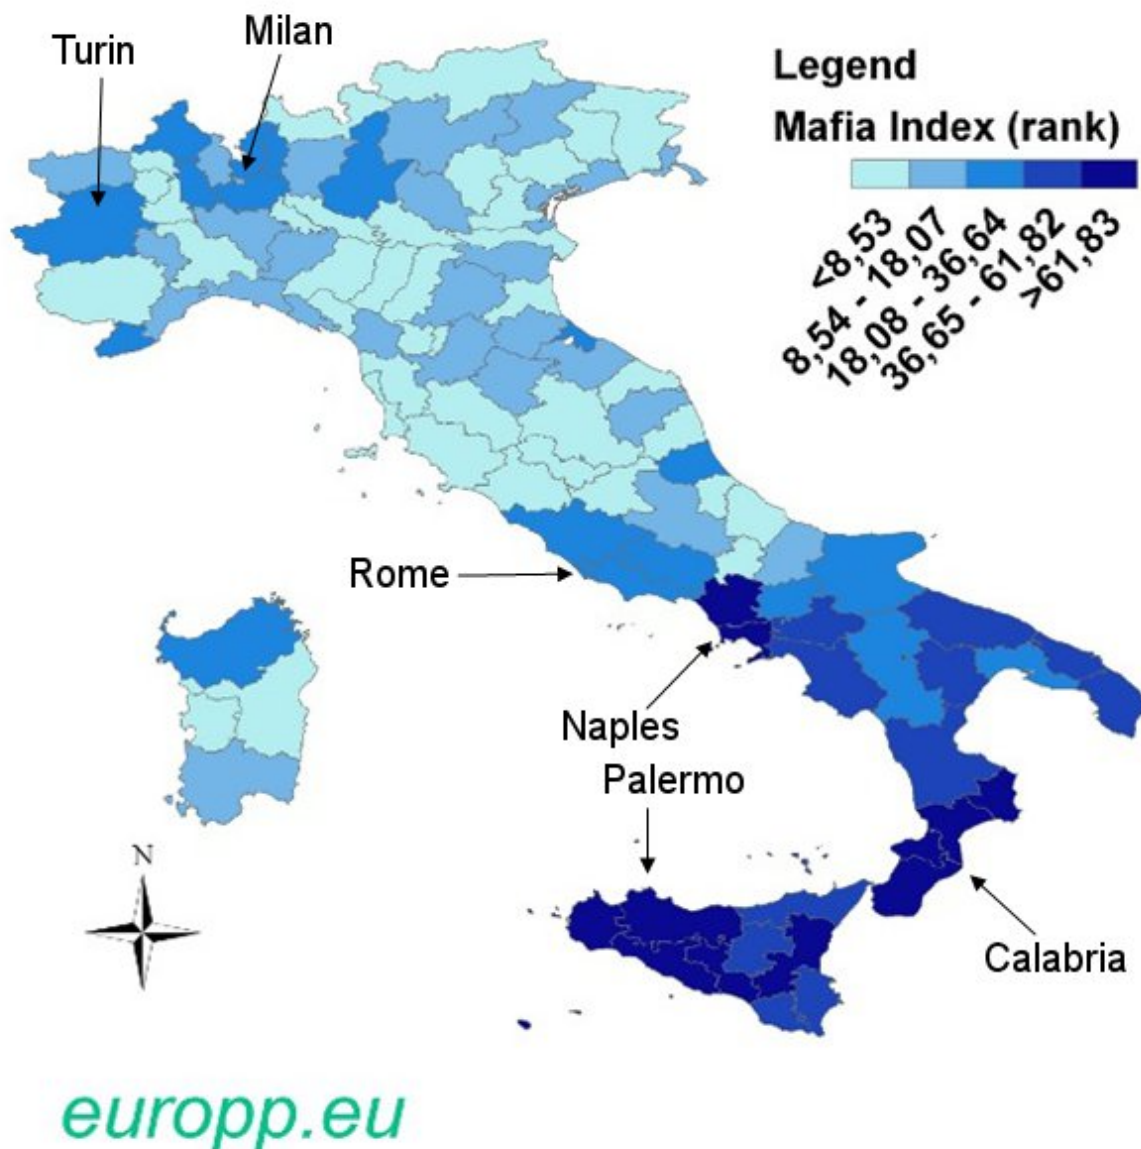 Milan
Turin
Legend
Mafia Index (rank)
<8,53
8,54 - 18,07
18,08 - 36,64
36,65 - 61,82
>61,83
Rome
Naples
Palermo
N
Calabria
europp.eu